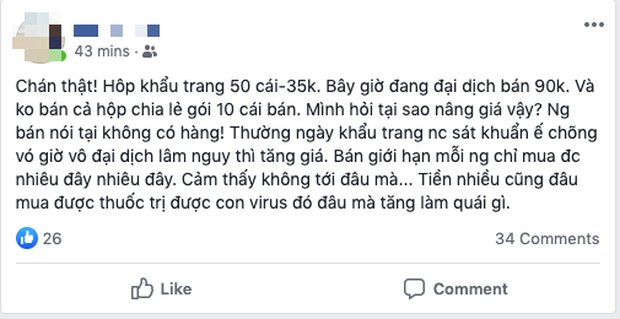 43 mins ·
Chán thật! Hôp khẩu trang 50 cái-35k. Bây giờ đang đại dịch bán 90k. Và
ko bán cả hộp chia lẻ gói 10 cái bán. Mình hỏi tại sao nâng giá vậy? Ng
bán nói tại không có hàng! Thường ngày khẩu trang nc sát khuẩn ế chõng
vó giờ vô đại dịch lâm nguy thì tăng giá. Bán giới hạn mỗi ng chỉ mua đc
nhiêu đây nhiêu đây. Cảm thấy không tới đâu mà... Tiền nhiều cũng đâu
mua được thuốc trị được con virus đó đâu mà tăng làm quái gì.
26
34 Comments
Like
Comment